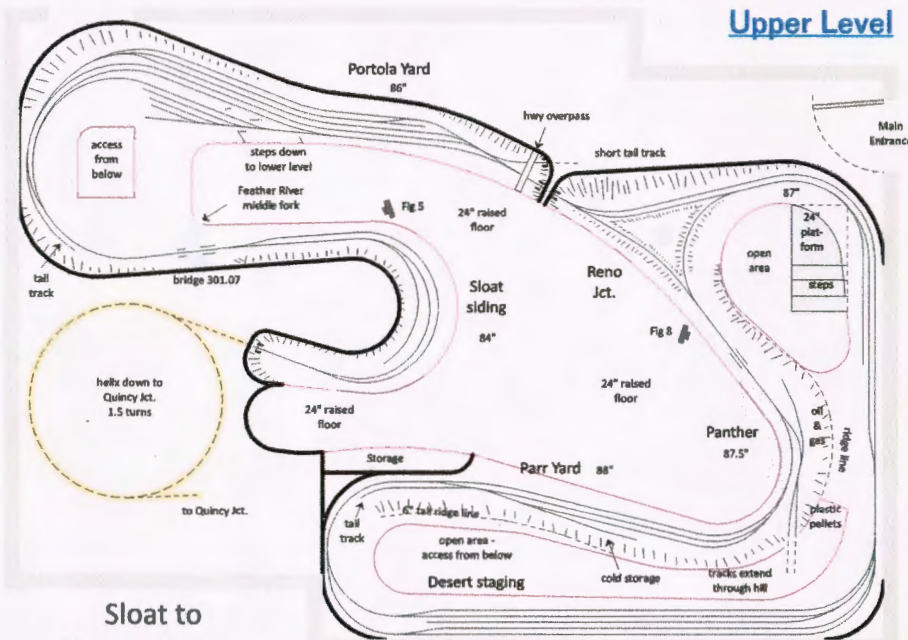 Upper Level
Portola Yard
86"
hwy overpass
Main
Entrance
access
from
below
steps down
to lower level
short tail track
87"
Feather River
middle fork
Fig 5
24" raised
floor
24"
plat-
form
open
area
steps
tail
track
bridge 301.07
Sloat
siding
84"
Reno
Jct.
Fig 8
helix down to
Quincy Jct.
1.5 turns
24" raised
floor
24" raised
floor
oil
&
gas
ridge line
Panther
87.5"
Storage
Parr Yard 88"
to Quincy Jct.
tail
track
6" tall ridge line
plastic
pellets
open area -
access from below
cold storage
Desert staging
tracks extend
through hill
Sloat to